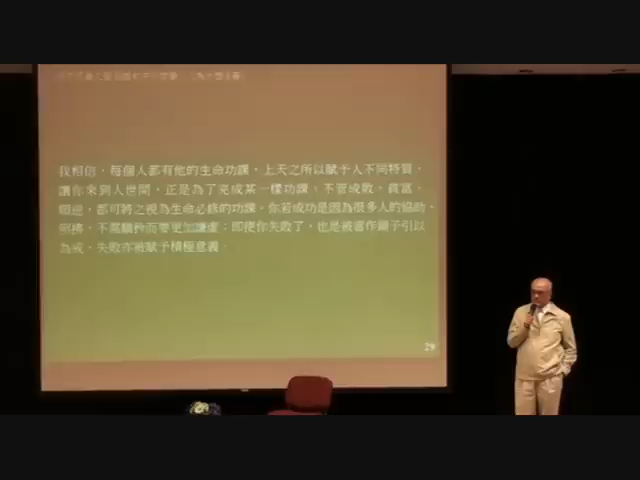 我相信，每個人都有他的生命功課，上天之所以賦予人不同特質，
讓你來到人世間，正是為了完成某一樣功課，不管成敗、貧富、
順逆，都可將之視為生命必修的功課。你若成功是因為很多人的協助、
不需驕矜而要更加謙虛；即使你失敗了，也是被當作鏡子引以
為戒，失敗亦被賦予積極意義。
29